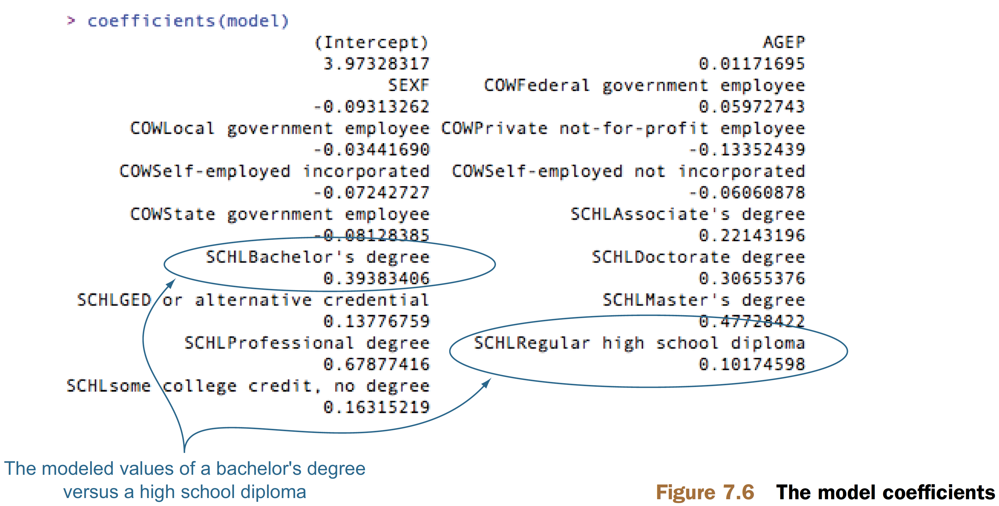 > coefficients(model)
(Intercept) AGEP
3.97328317 0.01171695
SEXF COWFederal government employee
-0.09313262 0.05972743
COWLocal government employee COWPrivate not-for-profit employee
-0.03441690 -0.13352439
COWSelf-employed incorporated COWSelf-employed not incorporated
-0.07242727 -0.06060878
COWState government employee SCHLAssociate's degree
-0.08128385 0.22143196
SCHLBachelor's degree SCHLDoctorate degree
0.39383406 0.30655376
SCHLGED or alternative credential SCHLMaster's degree
0.13776759 0.47728422
SCHLProfessional degree SCHLRegular high school diploma
0.67877416 0.10174598
SCHLsome college credit, no degree
0.16315219
The modeled values of a bachelor's degree
versus a high school diploma
Figure 7.6 The model coefficients